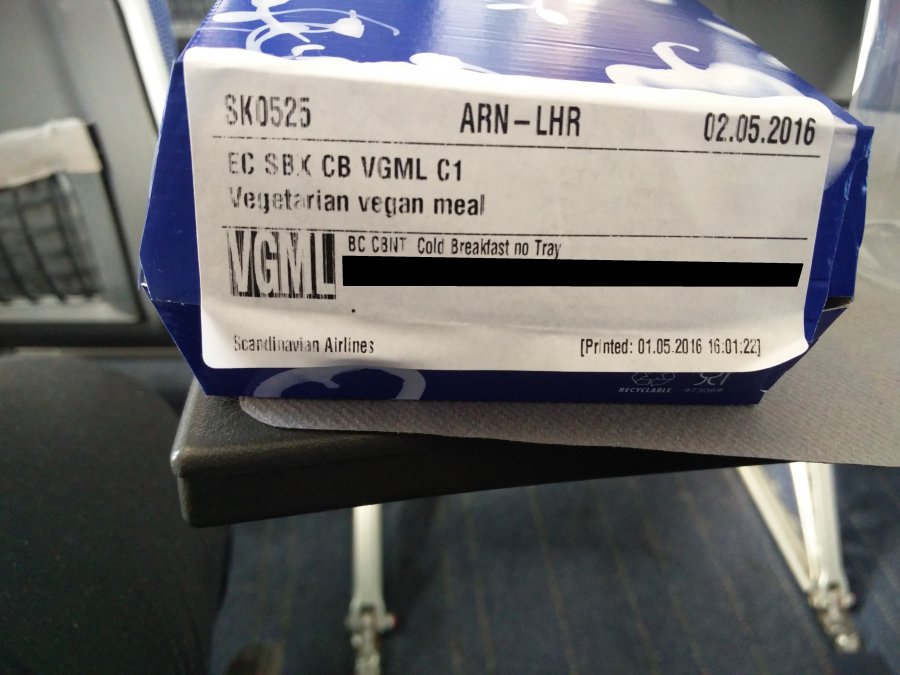 SK0525 ARN-LHR 02.05.2016
EC SBX CB VGML C1
Vegetarian vegan meal
VGML BC CBNT Cold Breakfast no Tray
Scandinavian Airlines [Printed: 01.05.2016 16:01:22]
RECYCLABLE 973069